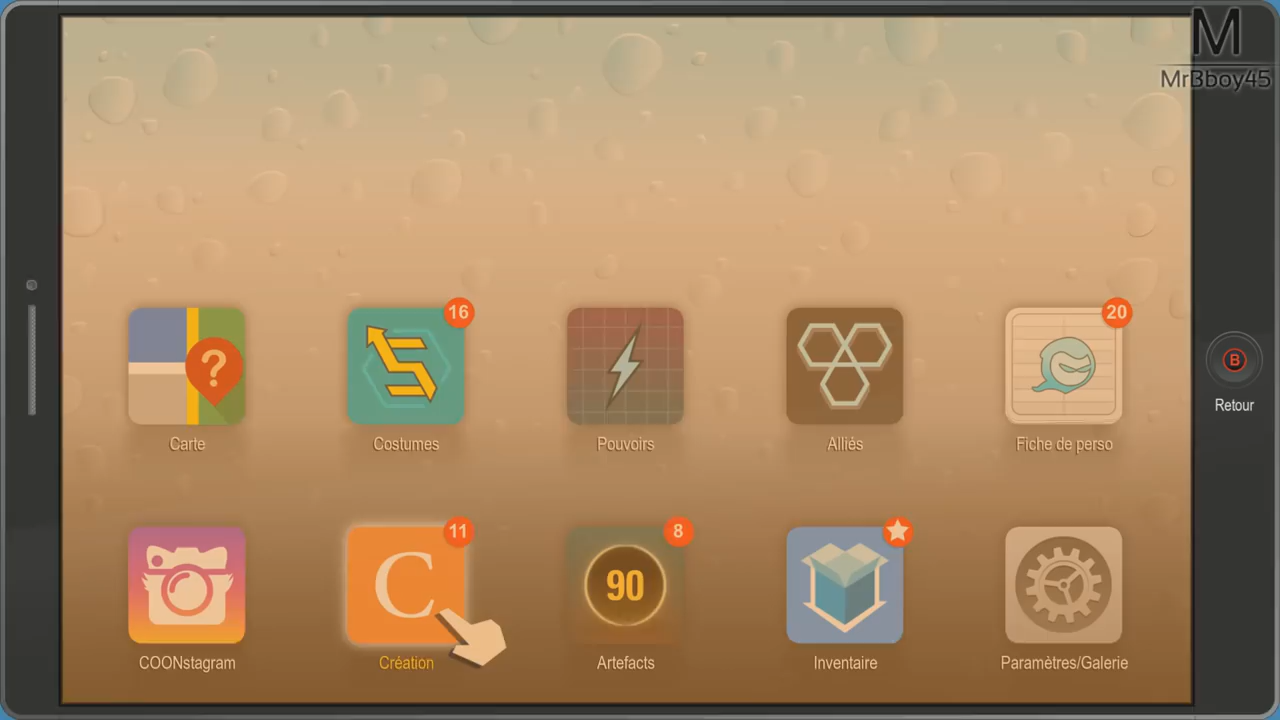 M
MrBboy45
16
20
?
B
Retour
Carte
Costumes
Pouvoirs
Alliés
Fiche de perso
11
8
C
90
COONstagram
Création
Artefacts
Inventaire
Paramètres/Galerie